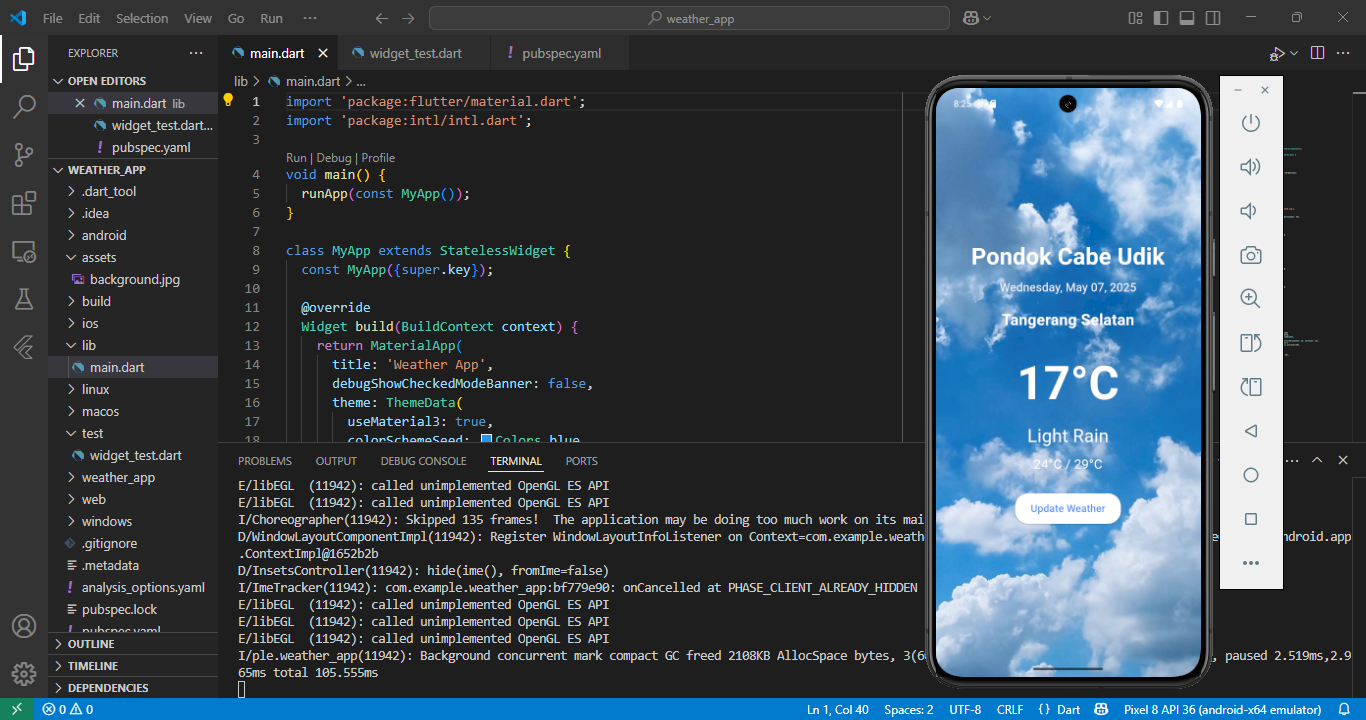 File Edit Selection View Go Run ···
weather_app
EXPLORER
OPEN EDITORS
main.dart lib
widget_test.dart...
! pubspec.yaml
WEATHER_APP
.dart_tool
.idea
android
assets
background.jpg
build
ios
lib
main.dart
linux
macos
test
widget_test.dart
weather_app
web
windows
.gitignore
.metadata
! analysis_options.yaml
pubspec.lock
! pubspec.yaml
OUTLINE
TIMELINE
DEPENDENCIES
main.dart
widget_test.dart
! pubspec.yaml
lib > main.dart > ...
1 import 'package:flutter/material.dart';
2 import 'package:intl/intl.dart';
3
Run | Debug | Profile
4 void main() {
5 runApp(const MyApp());
6 }
7
8 class MyApp extends StatelessWidget {
9 const MyApp({super.key});
10
11 @override
12 Widget build(BuildContext context) {
13 return MaterialApp(
14 title: 'Weather App',
15 debugShowCheckedModeBanner: false,
16 theme: ThemeData(
17 useMaterial3: true,
18 colorSchemeSeed: Colors.blue
PROBLEMS OUTPUT DEBUG CONSOLE TERMINAL PORTS
E/libEGL (11942): called unimplemented OpenGL ES API
E/libEGL (11942): called unimplemented OpenGL ES API
I/Choreographer(11942): Skipped 135 frames! The application may be doing too much work on its mai
D/WindowLayoutComponentImpl(11942): Register WindowLayoutInfoListener on Context=com.example.weath
.ContextImpl@1652b2b
D/InsetsController(11942): hide(ime(), fromIme=false)
I/ImeTracker(11942): com.example.weather_app:bf779e90: onCancelled at PHASE_CLIENT_ALREADY_HIDDEN
E/libEGL (11942): called unimplemented OpenGL ES API
E/libEGL (11942): called unimplemented OpenGL ES API
E/libEGL (11942): called unimplemented OpenGL ES API
I/ple.weather_app(11942): Background concurrent mark compact GC freed 2108KB AllocSpace bytes, , paused 2.519ms,2.9
65ms total 105.555ms
8:25
Pondok Cabe Udik
Wednesday, May 07, 2025
Tangerang Selatan
17°C
Light Rain
24°C / 29°C
Update Weather
0 0
Ln 1, Col 40 Spaces: 2 UTF-8 CRLF {} Dart Pixel 8 API 36 (android-x64 emulator)